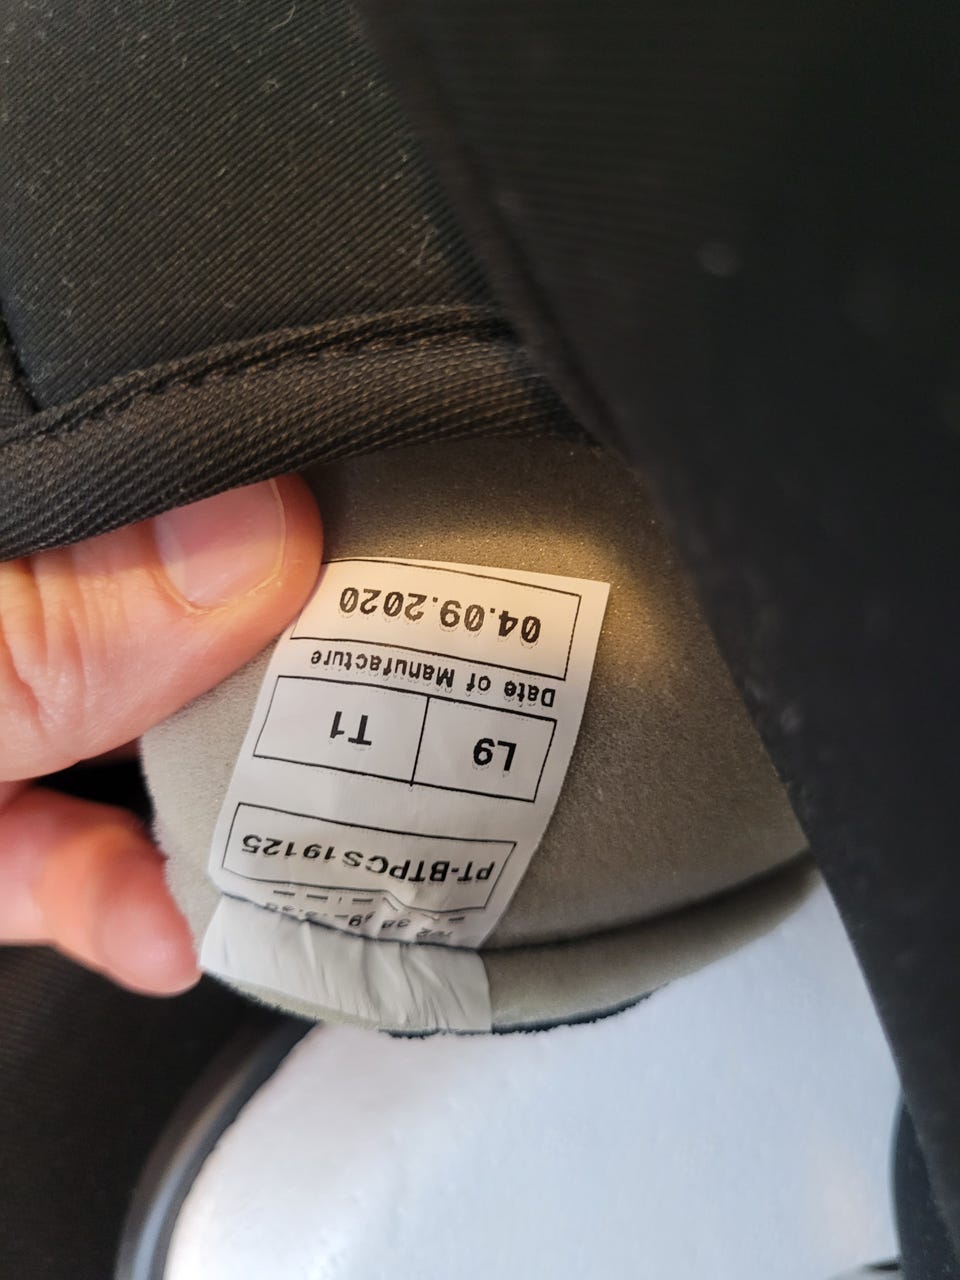 PT-BTPCS19125
L9 T1
Date of Manufacture
04.09.2020